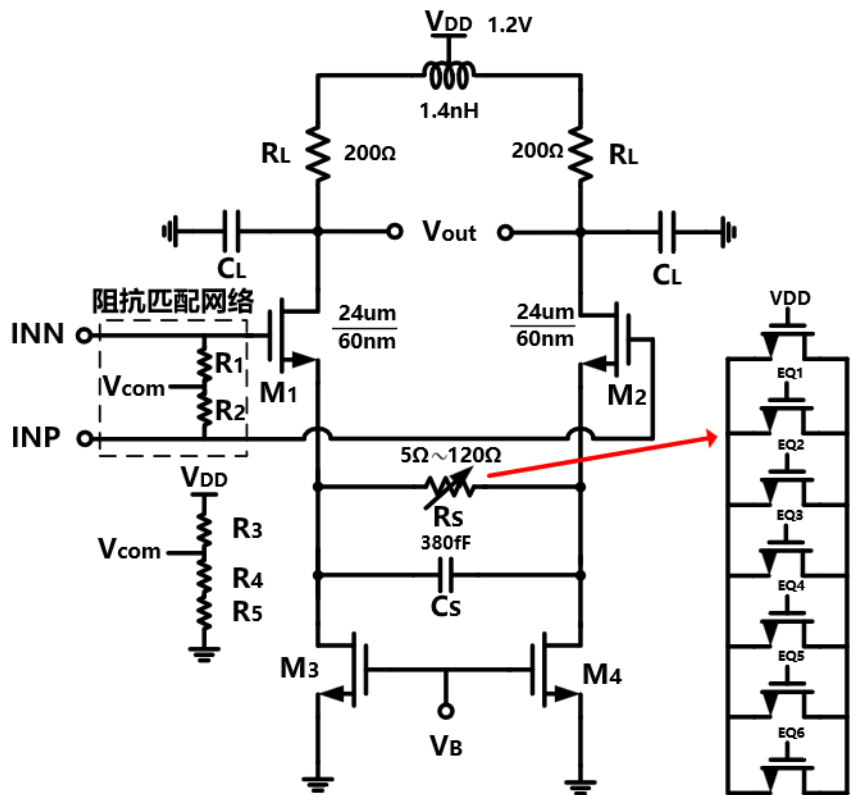 VDD 1.2V
1.4nH
RL 200Ω
200Ω RL
Vout
CL
CL
阻抗匹配网络
INN
R1
Vcom
R2
INP
24um
60nm
M1
24um
60nm
M2
5Ω~120Ω
RS
380fF
CS
VDD
R3
Vcom
R4
R5
M3
M4
VB
VDD
EQ1
EQ2
EQ3
EQ4
EQ5
EQ6